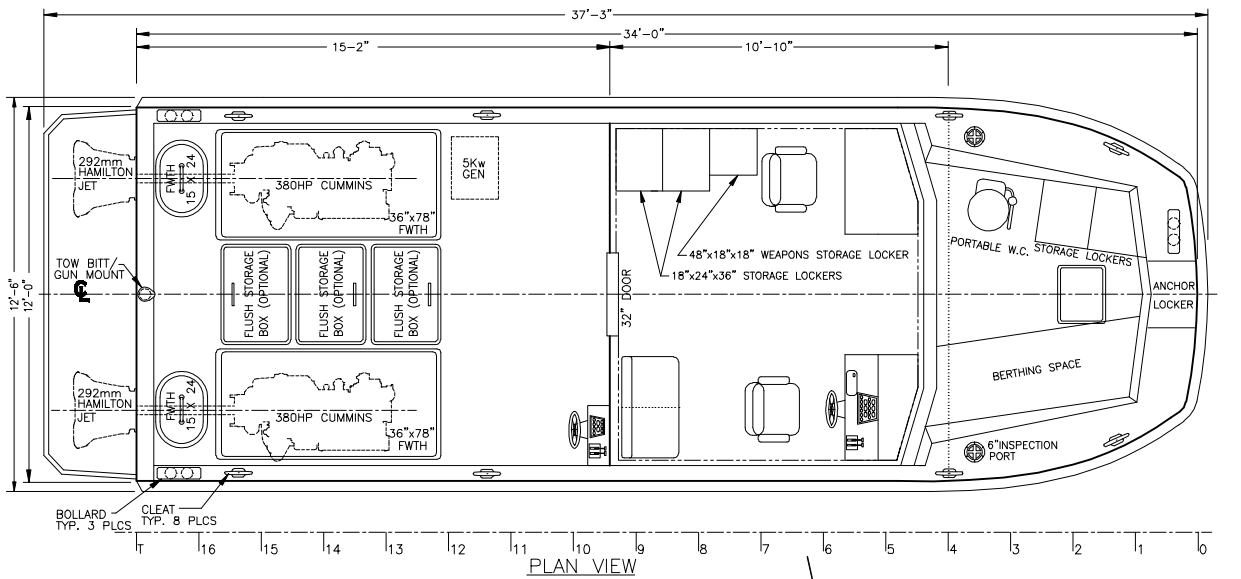 37'-3"
34'-0"
15-2"
10'-10"
12'-6"
12'-0"
292mm
HAMILTON
JET
FWTH
15 X 24
380HP CUMMINS
36"x78"
FWTH
5Kw
GEN
48"x18"x18" WEAPONS STORAGE LOCKER
18"x24"x36" STORAGE LOCKERS
PORTABLE W.C.
STORAGE LOCKERS
TOW BITT/
GUN MOUNT
FLUSH STORAGE
BOX (OPTIONAL)
FLUSH STORAGE
BOX (OPTIONAL)
FLUSH STORAGE
BOX (OPTIONAL)
32" DOOR
ANCHOR
LOCKER
BERTHING SPACE
292mm
HAMILTON
JET
FWTH
15 X 24
380HP CUMMINS
36"x78"
FWTH
6"INSPECTION
PORT
BOLLARD
TYP. 3 PLCS
CLEAT
TYP. 8 PLCS
T 16 15 14 13 12 11 10 9 8 7 6 5 4 3 2 1 0
PLAN VIEW